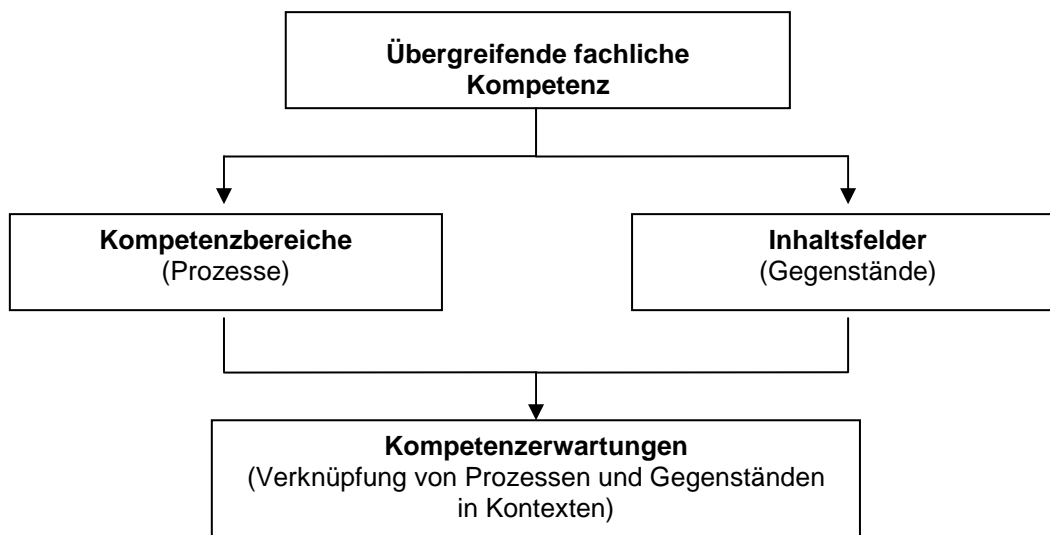 Übergreifende fachliche
Kompetenz
Kompetenzbereiche
(Prozesse)
Inhaltsfelder
(Gegenstände)
Kompetenzerwartungen
(Verknüpfung von Prozessen und Gegenständen
in Kontexten)